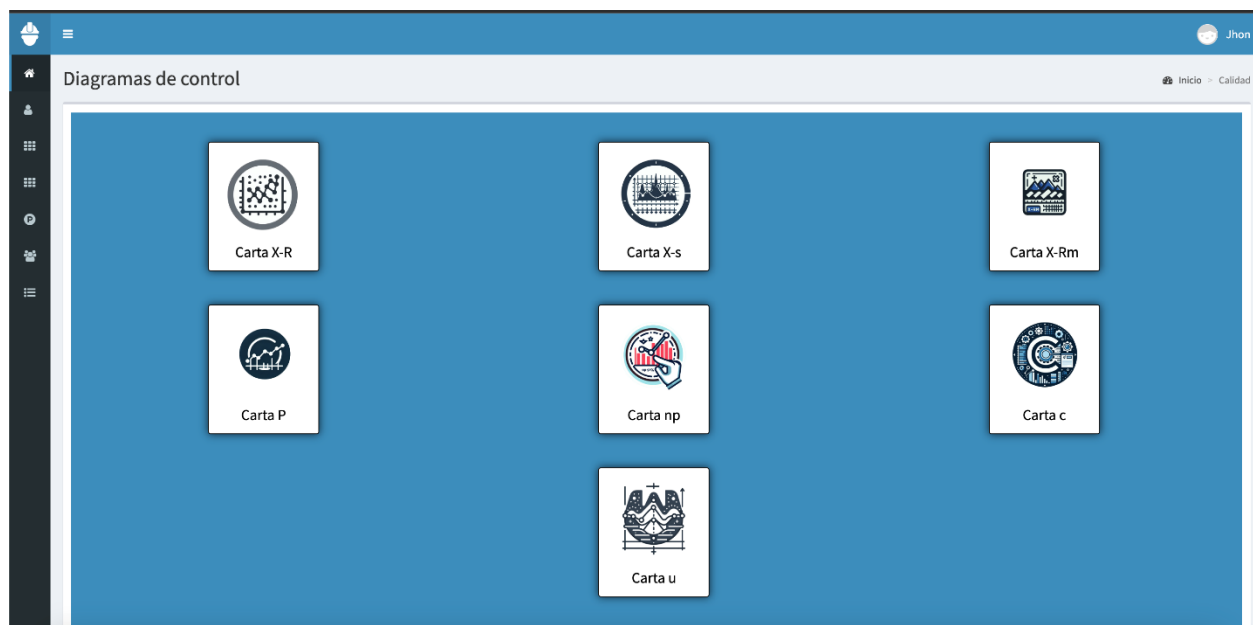 Jhon
Diagramas de control
Inicio > Calidad
Carta X-R
Carta X-s
Carta X-Rm
Carta P
Carta np
Carta c
Carta u